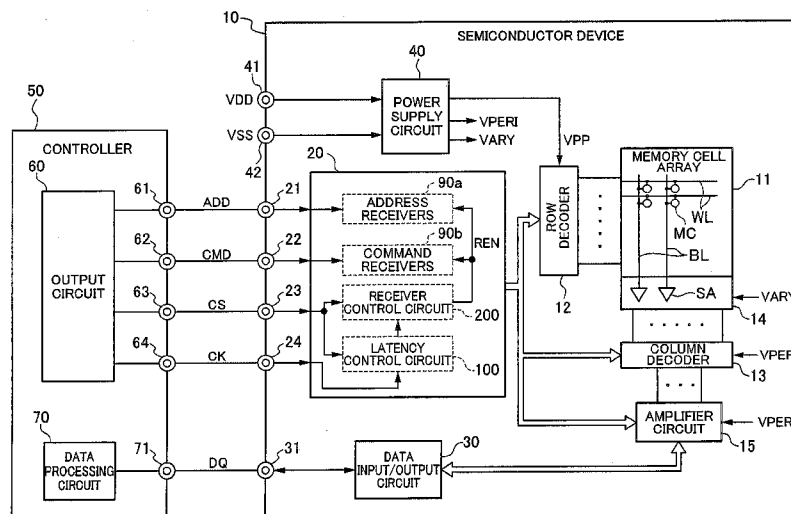 10
SEMICONDUCTOR DEVICE
41
40
VDD
POWER
SUPPLY
CIRCUIT
VPERI
VARY
VSS
42
VPP
50
CONTROLLER
60
OUTPUT
CIRCUIT
61
ADD
21
62
CMD
22
63
CS
23
64
CK
24
20
90a
ADDRESS
RECEIVERS
90b
REN
COMMAND
RECEIVERS
RECEIVER
CONTROL CIRCUIT
200
LATENCY
CONTROL CIRCUIT
100
ROW
DECODER
12
MEMORY CELL
ARRAY
11
WL
MC
BL
SA
VARY
14
COLUMN
DECODER
VPER
13
AMPLIFIER
CIRCUIT
VPER
15
70
DATA
PROCESSING
CIRCUIT
71
DQ
31
30
DATA
INPUT/OUTPUT
CIRCUIT